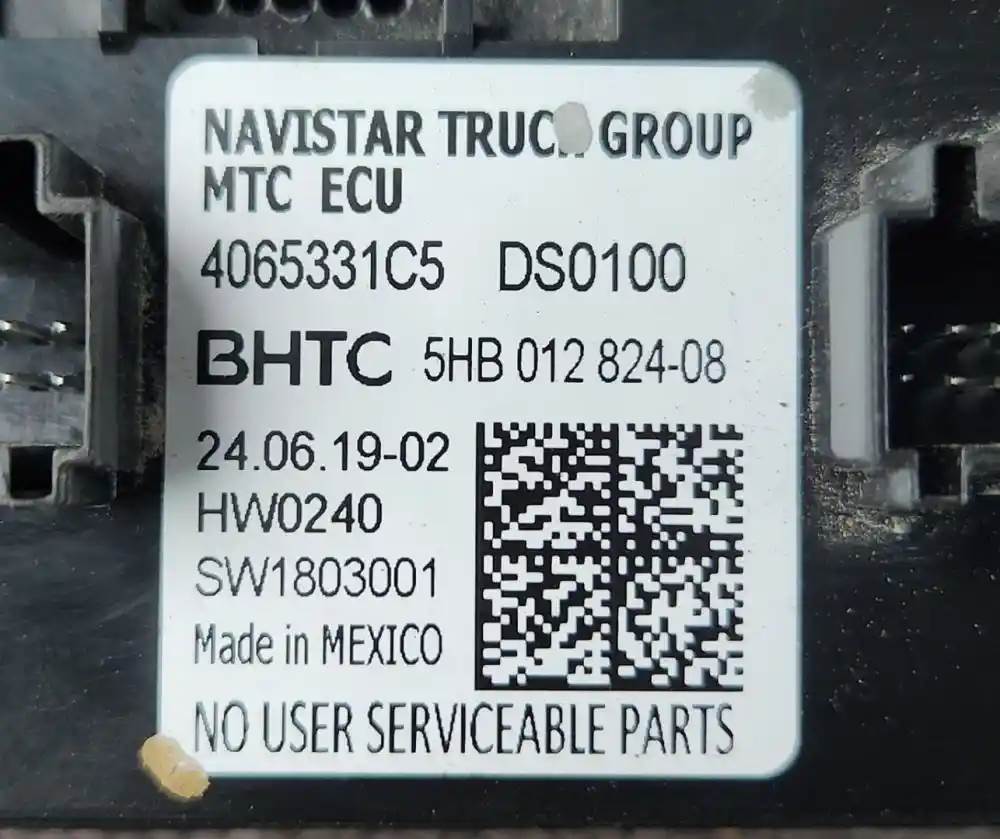 NAVISTAR TRUCK GROUP
MTC ECU
4065331C5 DS0100
BHTC 5HB 012 824-08
24.06.19-02
HW0240
SW1803001
Made in MEXICO
NO USER SERVICEABLE PARTS